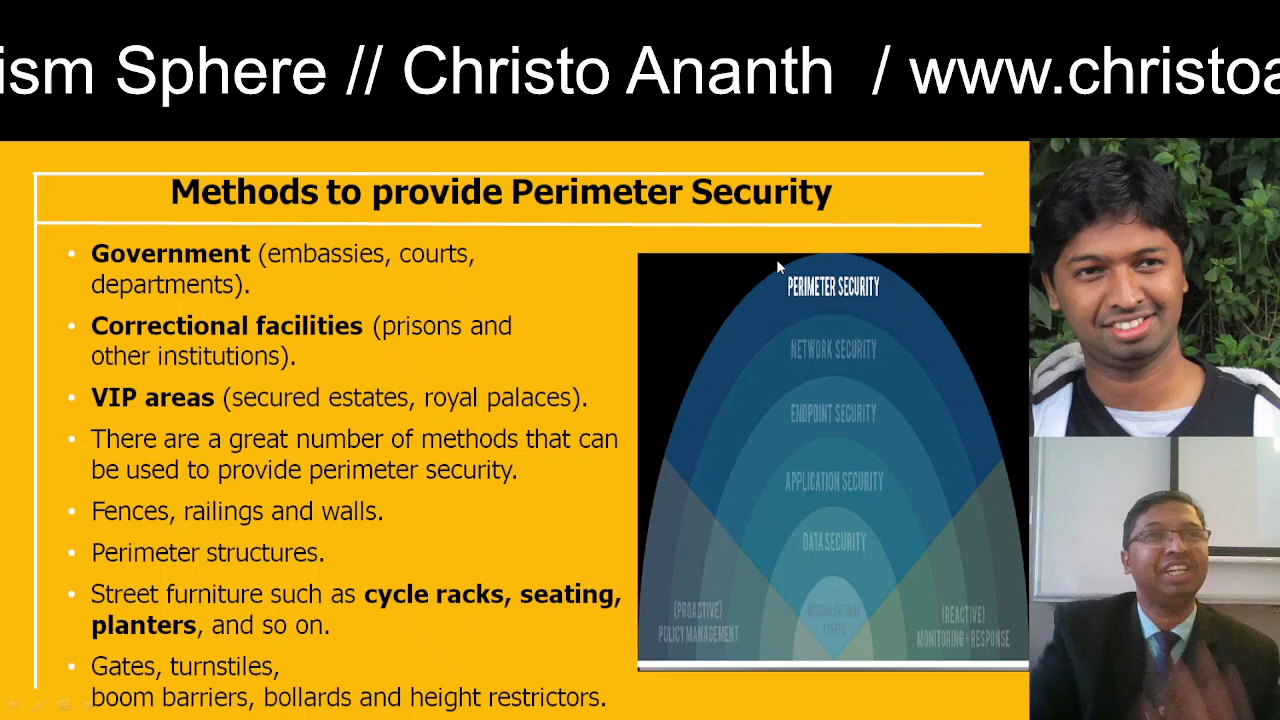 ism Sphere // Christo Ananth / www.christoa
Methods to provide Perimeter Security
• Government (embassies, courts,
departments).
• Correctional facilities (prisons and
other institutions).
• VIP areas (secured estates, royal palaces).
• There are a great number of methods that can
be used to provide perimeter security.
• Fences, railings and walls.
• Perimeter structures.
• Street furniture such as cycle racks, seating,
planters, and so on.
• Gates, turnstiles,
boom barriers, bollards and height restrictors.
PERIMETER SECURITY
NETWORK SECURITY
ENDPOINT SECURITY
APPLICATION SECURITY
DATA SECURITY
MISSION CRITICAL
ASSETS
(PROACTIVE)
POLICY MANAGEMENT
(REACTIVE)
MONITORING + RESPONSE